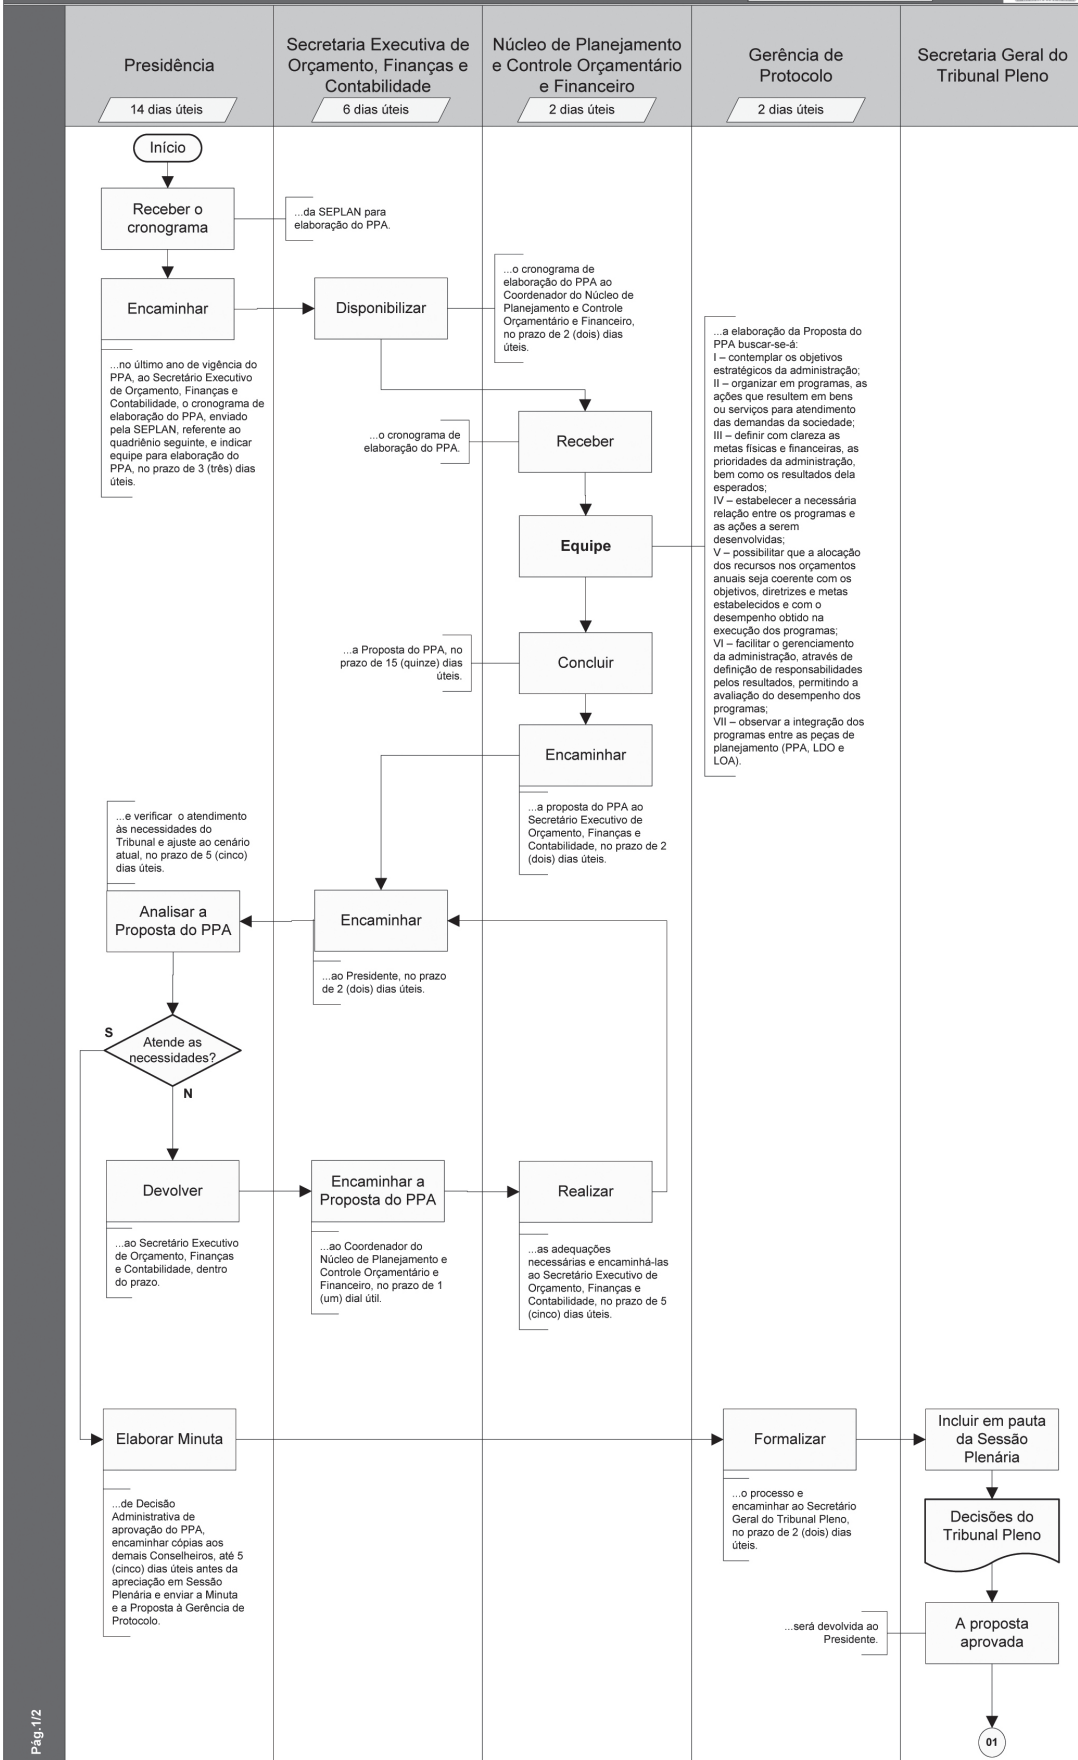 Presidência
14 dias úteis
Secretaria Executiva de
Orçamento, Finanças e
Contabilidade
6 dias úteis
Núcleo de Planejamento
e Controle Orçamentário
e Financeiro
2 dias úteis
Gerência de
Protocolo
2 dias úteis
Secretaria Geral do
Tribunal Pleno
Início
Receber o
cronograma
...da SEPLAN para
elaboração do PPA.
Encaminhar
...no último ano de vigência do
PPA, ao Secretário Executivo
de Orçamento, Finanças e
Contabilidade, o cronograma de
elaboração do PPA, enviado
pela SEPLAN, referente ao
quadriênio seguinte, e indicar
equipe para elaboração do
PPA, no prazo de 3 (três) dias
úteis.
Disponibilizar
...o cronograma de
elaboração do PPA ao
Coordenador do Núcleo de
Planejamento e Controle
Orçamentário e Financeiro,
no prazo de 2 (dois) dias
úteis.
Receber
...o cronograma de
elaboração do PPA.
Equipe
...a elaboração da Proposta do
PPA buscar-se-á:
I – contemplar os objetivos
estratégicos da administração;
II – organizar em programas, as
ações que resultem em bens
ou serviços para atendimento
das demandas da sociedade;
III – definir com clareza as
metas físicas e financeiras, as
prioridades da administração,
bem como os resultados dela
esperados;
IV – estabelecer a necessária
relação entre os programas e
as ações a serem
desenvolvidas;
V – possibilitar que a alocação
dos recursos nos orçamentos
anuais seja coerente com os
objetivos, diretrizes e metas
estabelecidos e com o
desempenho obtido na
execução dos programas;
VI – facilitar o gerenciamento
da administração, através de
definição de responsabilidades
pelos resultados, permitindo a
avaliação do desempenho dos
programas;
VII – observar a integração dos
programas entre as peças de
planejamento (PPA, LDO e
LOA).
Concluir
...a Proposta do PPA, no
prazo de 15 (quinze) dias
úteis.
Encaminhar
...a proposta do PPA ao
Secretário Executivo de
Orçamento, Finanças e
Contabilidade, no prazo de 2
(dois) dias úteis.
...e verificar o atendimento
às necessidades do
Tribunal e ajuste ao cenário
atual, no prazo de 5 (cinco)
dias úteis.
Analisar a
Proposta do PPA
Encaminhar
...ao Presidente, no prazo
de 2 (dois) dias úteis.
S
Atende as
necessidades?
N
Devolver
...ao Secretário Executivo
de Orçamento, Finanças
e Contabilidade, dentro
do prazo.
Encaminhar a
Proposta do PPA
...ao Coordenador do
Núcleo de Planejamento e
Controle Orçamentário e
Financeiro, no prazo de 1
(um) dial útil.
Realizar
...as adequações
necessárias e encaminhá-las
ao Secretário Executivo de
Orçamento, Finanças e
Contabilidade, no prazo de 5
(cinco) dias úteis.
Elaborar Minuta
...de Decisão
Administrativa de
aprovação do PPA,
encaminhar cópias aos
demais Conselheiros, até 5
(cinco) dias úteis antes da
apreciação em Sessão
Plenária e enviar a Minuta
e a Proposta à Gerência de
Protocolo.
Formalizar
...o processo e
encaminhar ao Secretário
Geral do Tribunal Pleno,
no prazo de 2 (dois) dias
úteis.
Incluir em pauta
da Sessão
Plenária
Decisões do
Tribunal Pleno
A proposta
aprovada
...será devolvida ao
Presidente.
01
Pág.1/2